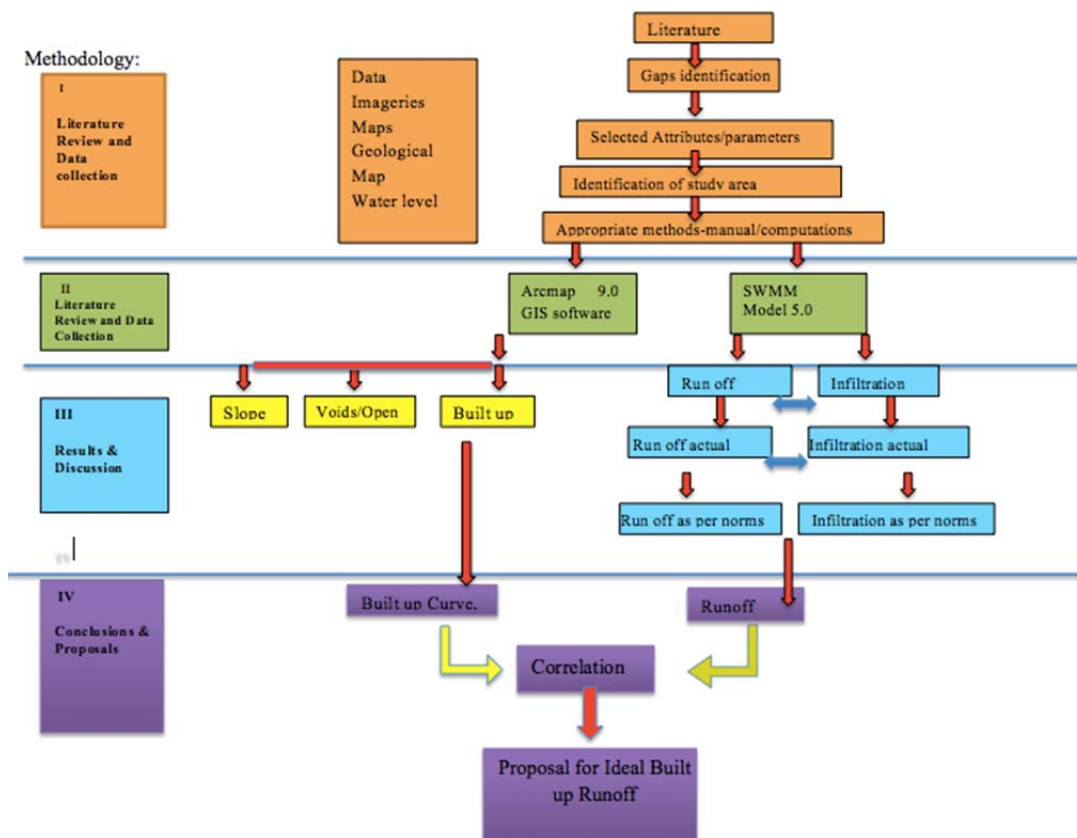 Methodology:
I
Literature
Review and
Data
collection
Data
Imageries
Maps
Geological
Map
Water level
Literature
Gaps identification
Selected Attributes/parameters
Identification of study area
Appropriate methods-manual/computations
II
Literature
Review and Data
Collection
Arcmap 9.0
GIS software
SWMM
Model 5.0
III
Results &
Discussion
Slope
Voids/Open
Built up
Run off
Infiltration
Run off actual
Infiltration actual
Run off as per norms
Infiltration as per norms
IV
IV
Conclusions &
Proposals
Built up Curve.
Runoff
Correlation
Proposal for Ideal Built
up Runoff